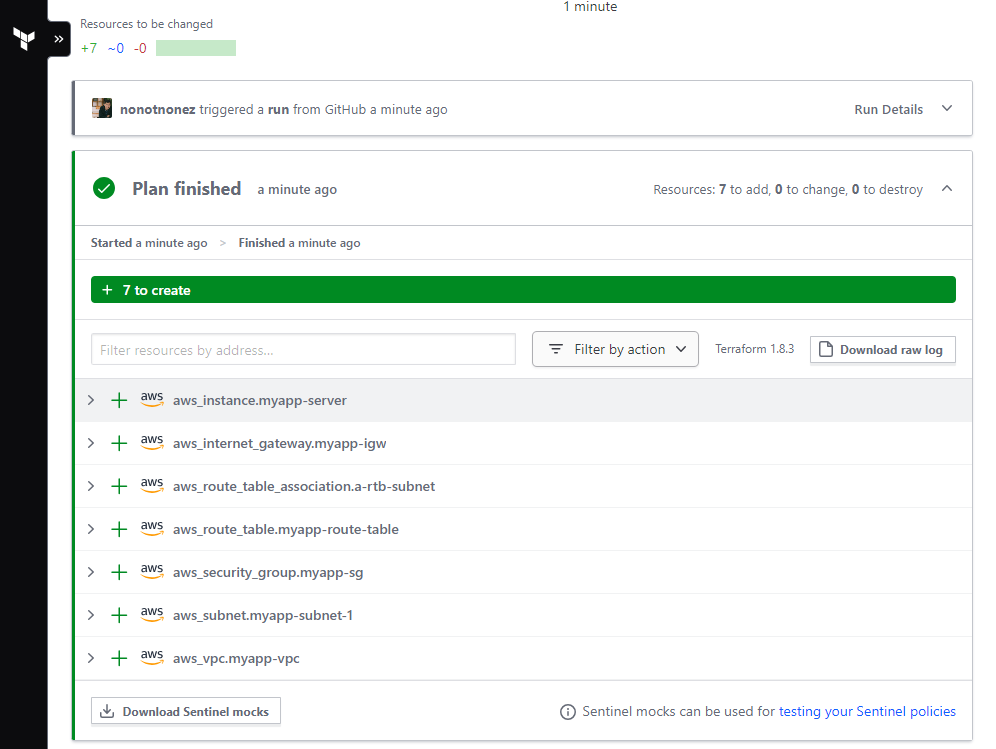 1 minute
Resources to be changed
+7 ~0 -0
nonotnonez triggered a run from GitHub a minute ago
Run Details
Plan finished a minute ago
Resources: 7 to add, 0 to change, 0 to destroy
Started a minute ago > Finished a minute ago
+ 7 to create
Filter resources by address...
Filter by action
Terraform 1.8.3
Download raw log
aws aws_instance.myapp-server
aws aws_internet_gateway.myapp-igw
aws aws_route_table_association.a-rtb-subnet
aws aws_route_table.myapp-route-table
aws aws_security_group.myapp-sg
aws aws_subnet.myapp-subnet-1
aws aws_vpc.myapp-vpc
Download Sentinel mocks
Sentinel mocks can be used for testing your Sentinel policies